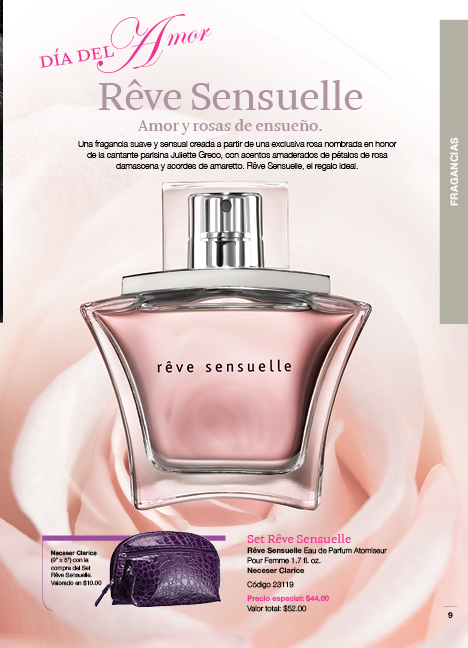 DÍA DEL Amor
Rêve Sensuelle
Amor y rosas de ensueño.
Una fragancia suave y sensual creada a partir de una exclusiva rosa nombrada en honor
de la cantante parisina Juliette Greco, con acentos amaderados de pétalos de rosa
damascena y acordes de amaretto. Rêve Sensuelle, el regalo ideal.
FRAGANCIAS
rêve sensuelle
Neceser Clarice
(9" x 5") con la
compra del Set
Rêve Sensuelle.
Valorado en $10.00
Set Rêve Sensuelle
Rêve Sensuelle Eau de Parfum Atomiseur
Pour Femme 1.7 fl. oz.
Neceser Clarice
Código 23119
Precio especial: $44.00
Valor total: $52.00
9